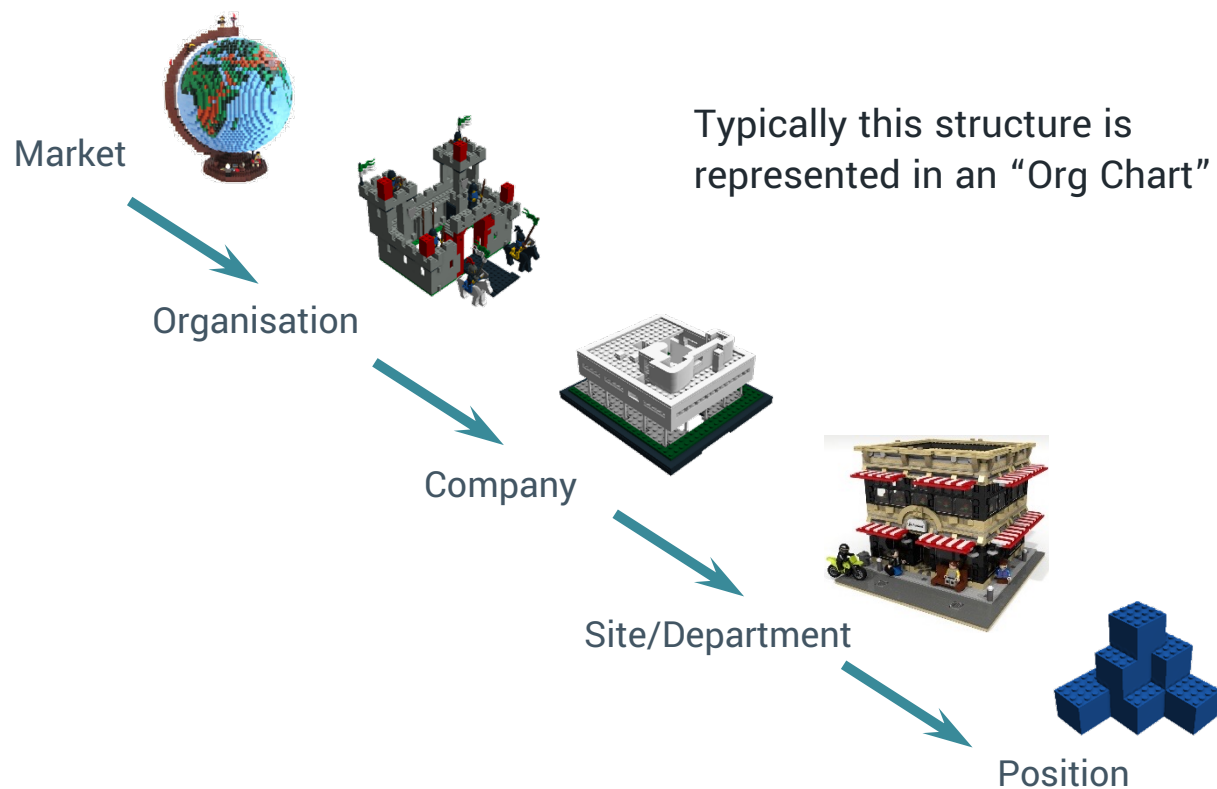 Typically this structure is
represented in an “Org Chart”
Market
Organisation
Company
Site/Department
Position